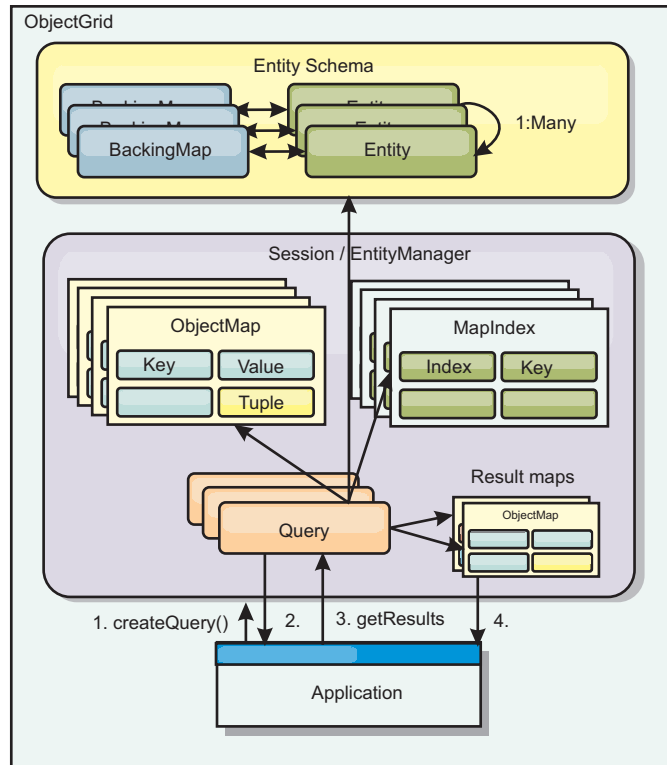 ObjectGrid
Entity Schema
BackingMap
Entity
1:Many
Session / EntityManager
ObjectMap
Key
Value
Tuple
MapIndex
Index
Key
Query
Result maps
ObjectMap
1. createQuery()
2.
3. getResults
4.
Application